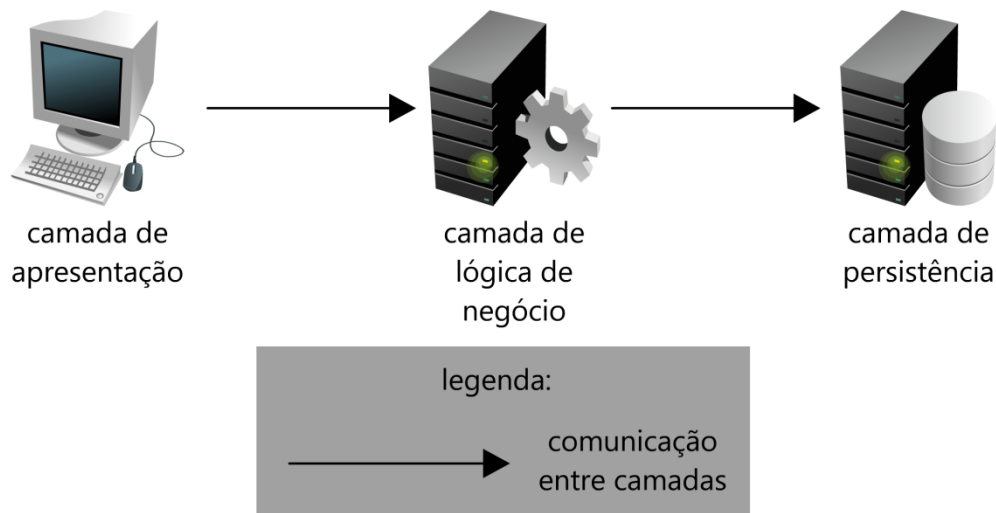 camada de
apresentação
camada de
lógica de
negócio
camada de
persistência
legenda:
comunicação
entre camadas